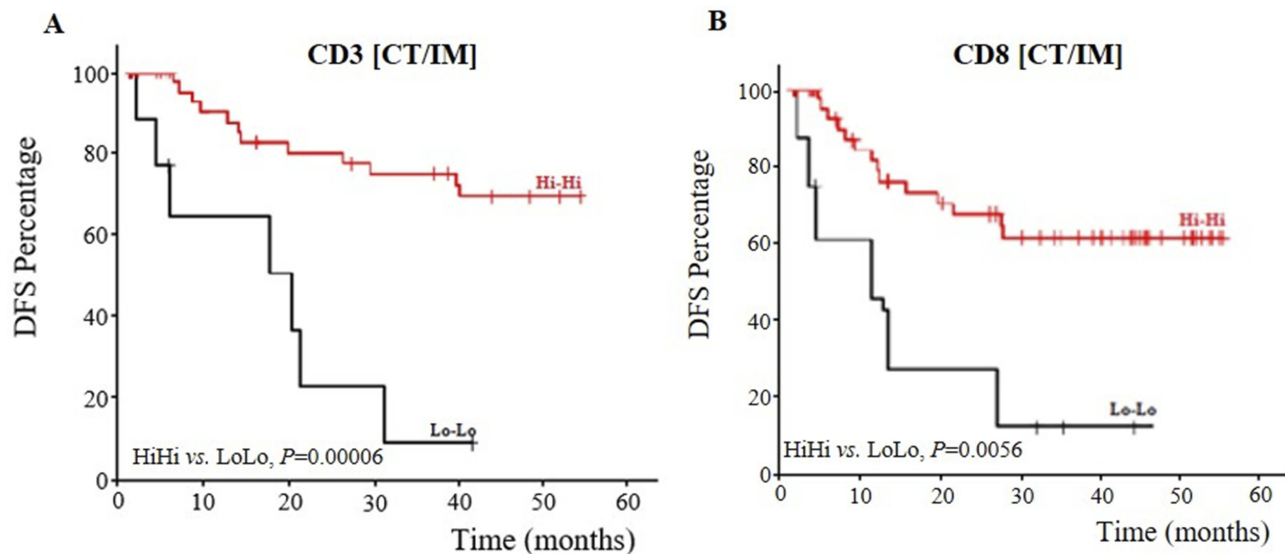 A
CD3 [CT/IM]
DFS Percentage
100
80
60
40
20
0
Hi-Hi
Lo-Lo
HiHi vs. LoLo, P=0.00006
0 10 20 30 40 50 60
Time (months)
B
CD8 [CT/IM]
DFS Percentage
100
80
60
40
20
0
Hi-Hi
Lo-Lo
HiHi vs. LoLo, P=0.0056
0 10 20 30 40 50 60
Time (months)